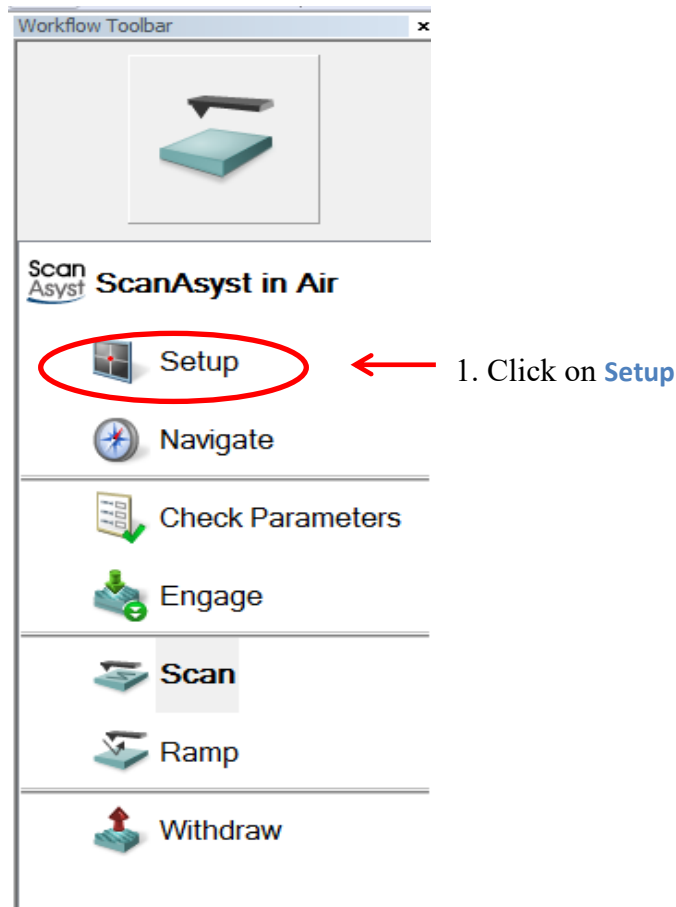 Workflow Toolbar x
Scan
Asyst ScanAsyst in Air
Setup
1. Click on Setup
Navigate
Check Parameters
Engage
Scan
Ramp
Withdraw